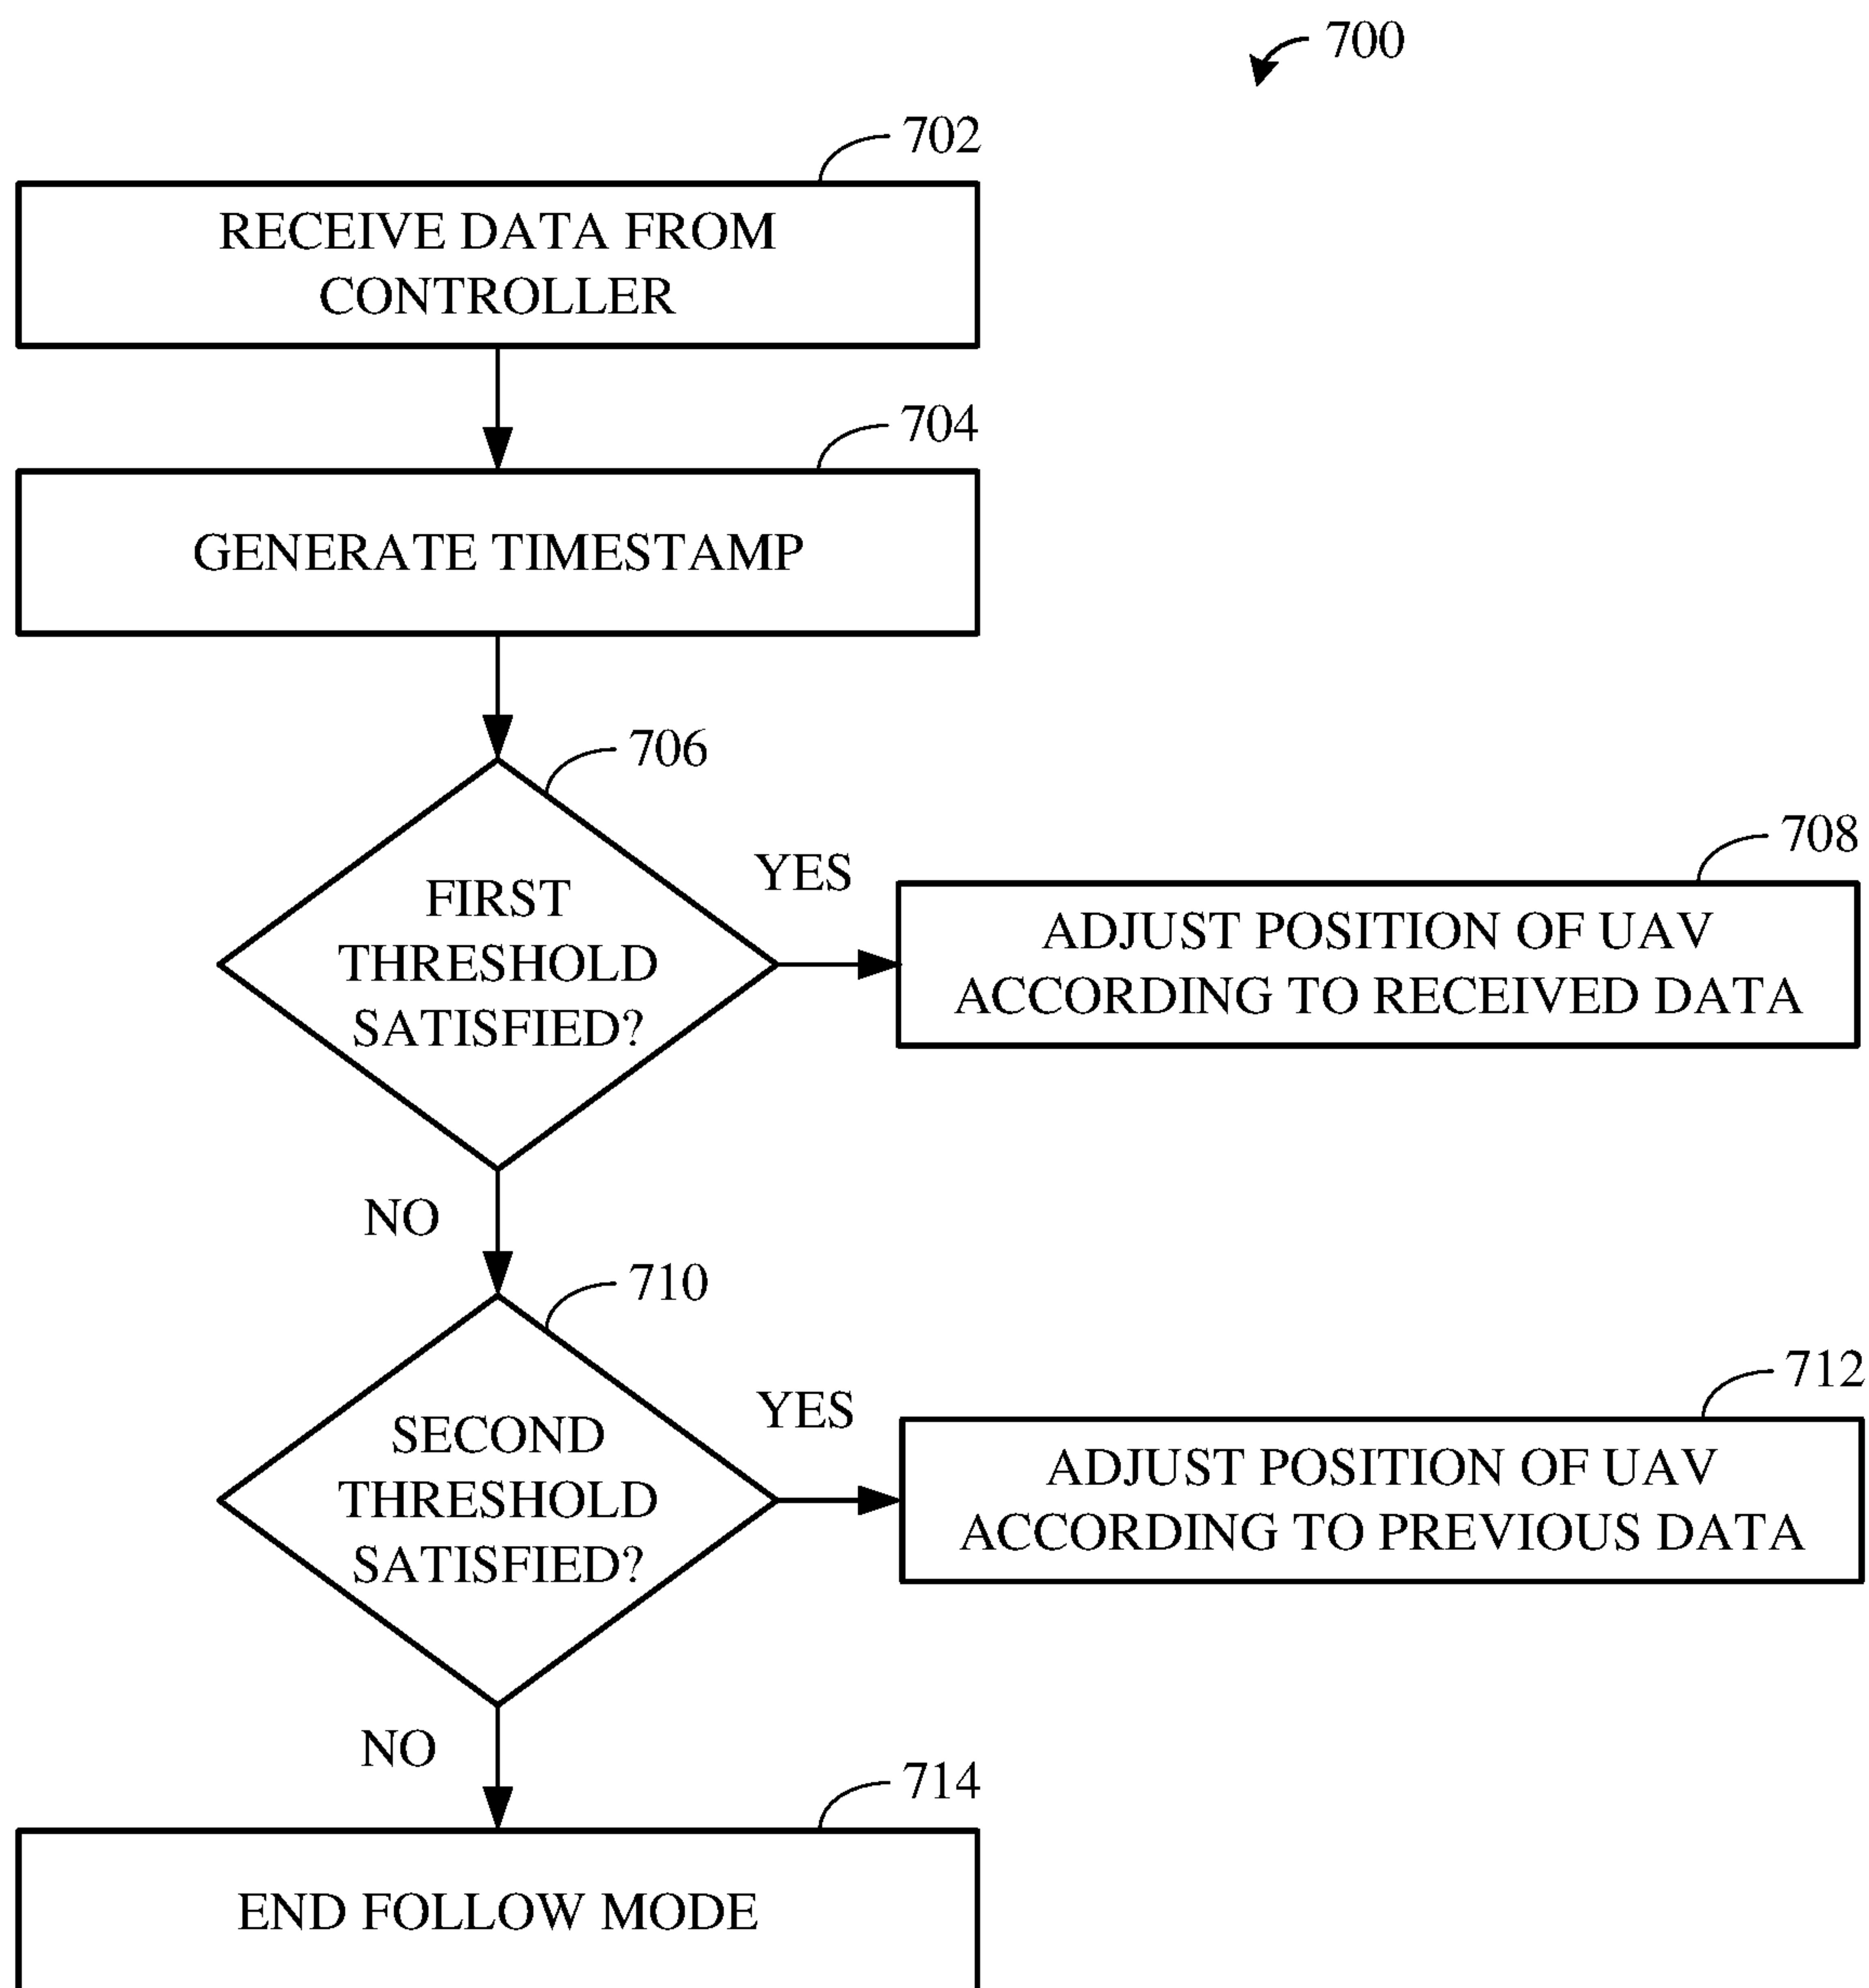 700
702
RECEIVE DATA FROM
CONTROLLER
704
GENERATE TIMESTAMP
706
FIRST
THRESHOLD
SATISFIED?
YES
708
ADJUST POSITION OF UAV
ACCORDING TO RECEIVED DATA
NO
710
SECOND
THRESHOLD
SATISFIED?
YES
712
ADJUST POSITION OF UAV
ACCORDING TO PREVIOUS DATA
NO
714
END FOLLOW MODE